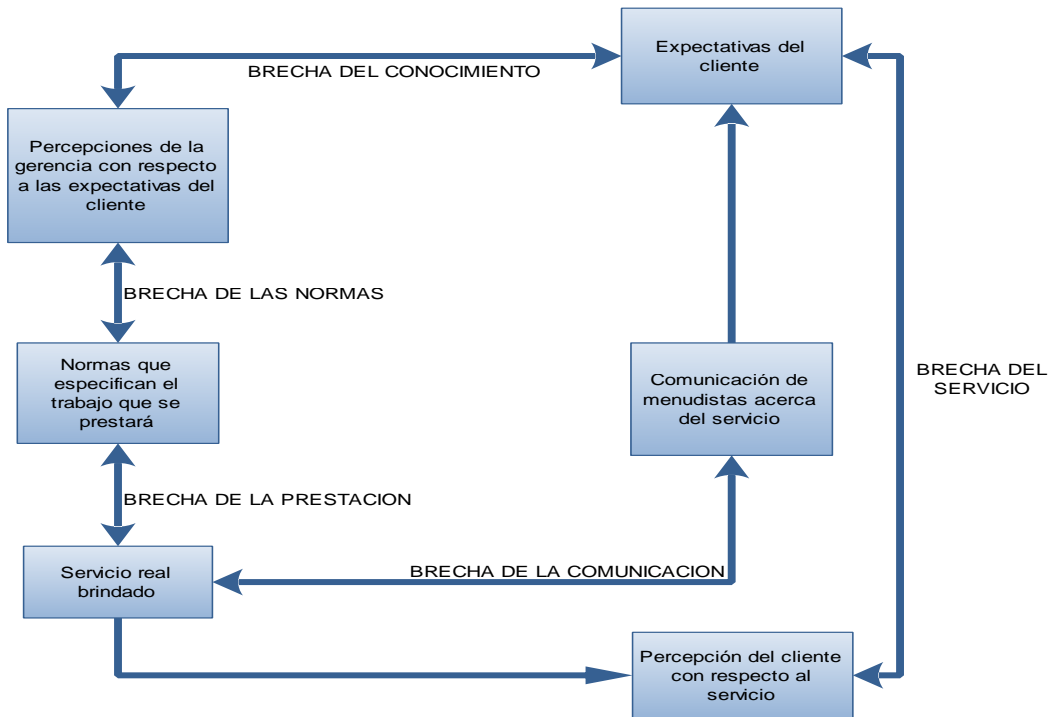 Expectativas del
cliente
BRECHA DEL CONOCIMIENTO
Percepciones de la
gerencia con respecto
a las expectativas del
cliente
BRECHA DE LAS NORMAS
Normas que
especifican el
trabajo que se
prestará
Comunicación de
menudistas acerca
del servicio
BRECHA DEL
SERVICIO
BRECHA DE LA PRESTACION
Servicio real
brindado
BRECHA DE LA COMUNICACION
Percepción del cliente
con respecto al
servicio